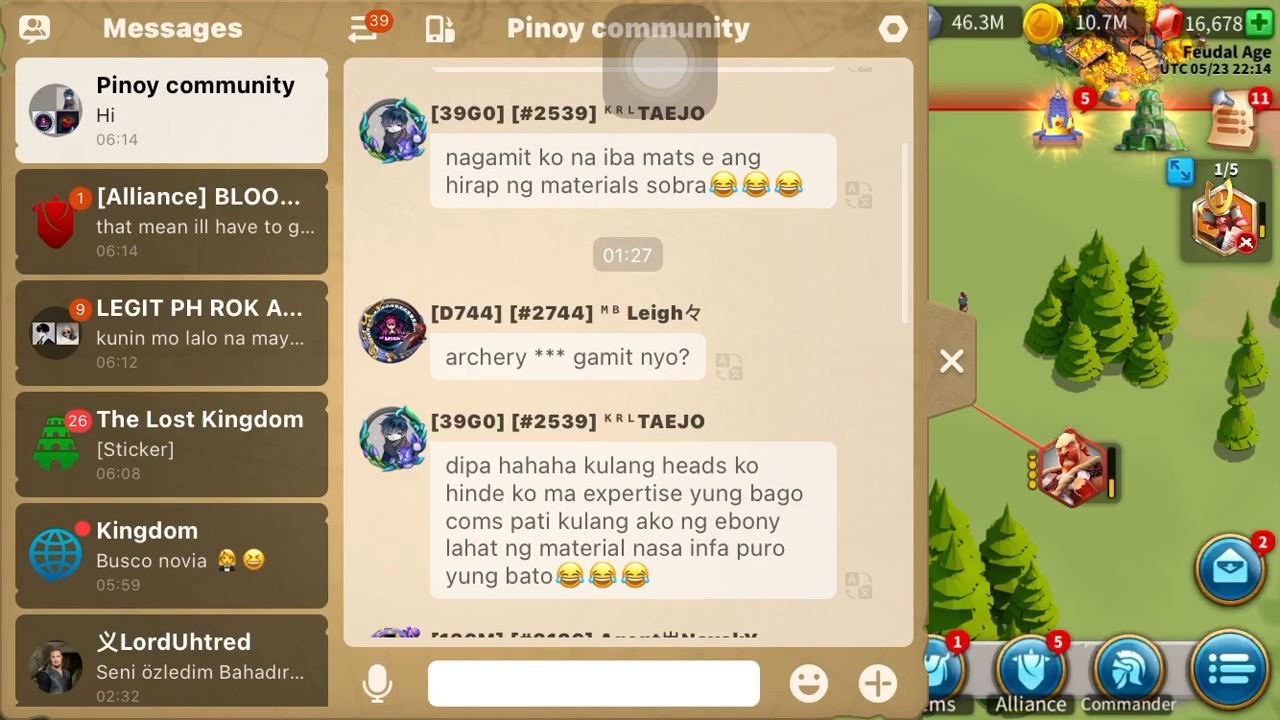 Messages
Pinoy community
Hi
06:14
1
[Alliance] BLOO...
that mean ill have to g...
06:14
9
LEGIT PH ROK A...
kunin mo lalo na may...
06:12
26
The Lost Kingdom
[Sticker]
06:08
Kingdom
Busco novia 🤵‍♀️😆
05:59
义LordUhtred
Seni özledim Bahadır...
02:32
39
Pinoy community
[39G0] [#2539] ᴷᴿᴸTAEJO
nagamit ko na iba mats e ang
hirap ng materials sobra😂😂😂
01:27
[D744] [#2744] ᴹᴮ Leigh々
archery *** gamit nyo?
[39G0] [#2539] ᴷᴿᴸTAEJO
dipa hahaha kulang heads ko
hinde ko ma expertise yung bago
coms pati kulang ako ng ebony
lahat ng material nasa infa puro
yung bato😂😂😂
46.3M
10.7M
16,678
Feudal Age
UTC 05/23 22:14
5
11
1/5
2
1
5
ms
Alliance
Commander